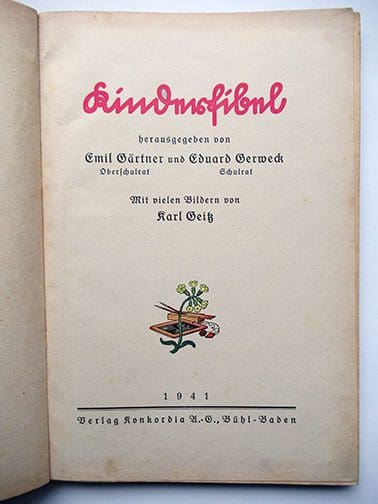 Kinderfibel
herausgegeben von
Emil Gärtner und Eduard Gerweck
Oberschulrat Schulrat
Mit vielen Bildern von
Karl Geitz
1941
Verlag Konkordia A.-G., Bühl-Baden